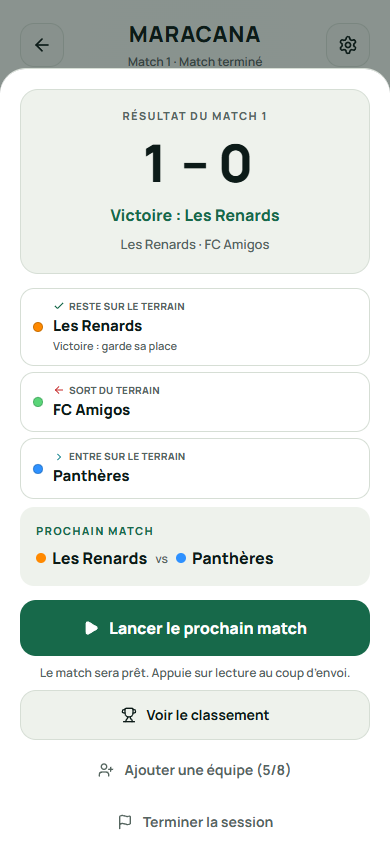 MARACANA
Match 1 · Match terminé
RÉSULTAT DU MATCH 1
1 – 0
Victoire : Les Renards
Les Renards · FC Amigos
RESTE SUR LE TERRAIN
Les Renards
Victoire : garde sa place
SORT DU TERRAIN
FC Amigos
ENTRE SUR LE TERRAIN
Panthères
PROCHAIN MATCH
Les Renards vs Panthères
Lancer le prochain match
Le match sera prêt. Appuie sur lecture au coup d'envoi.
Voir le classement
Ajouter une équipe (5/8)
Terminer la session